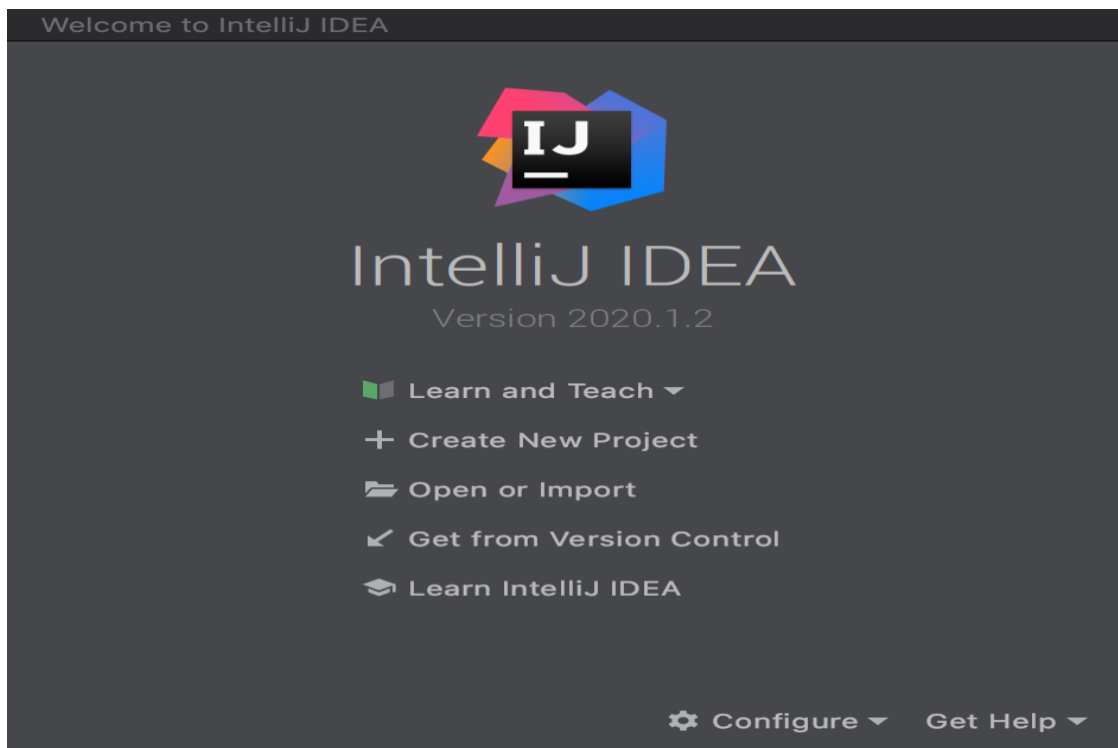 Welcome to IntelliJ IDEA
IJ
IntelliJ IDEA
Version 2020.1.2
Learn and Teach
Create New Project
Open or Import
Get from Version Control
Learn IntelliJ IDEA
Configure Get Help